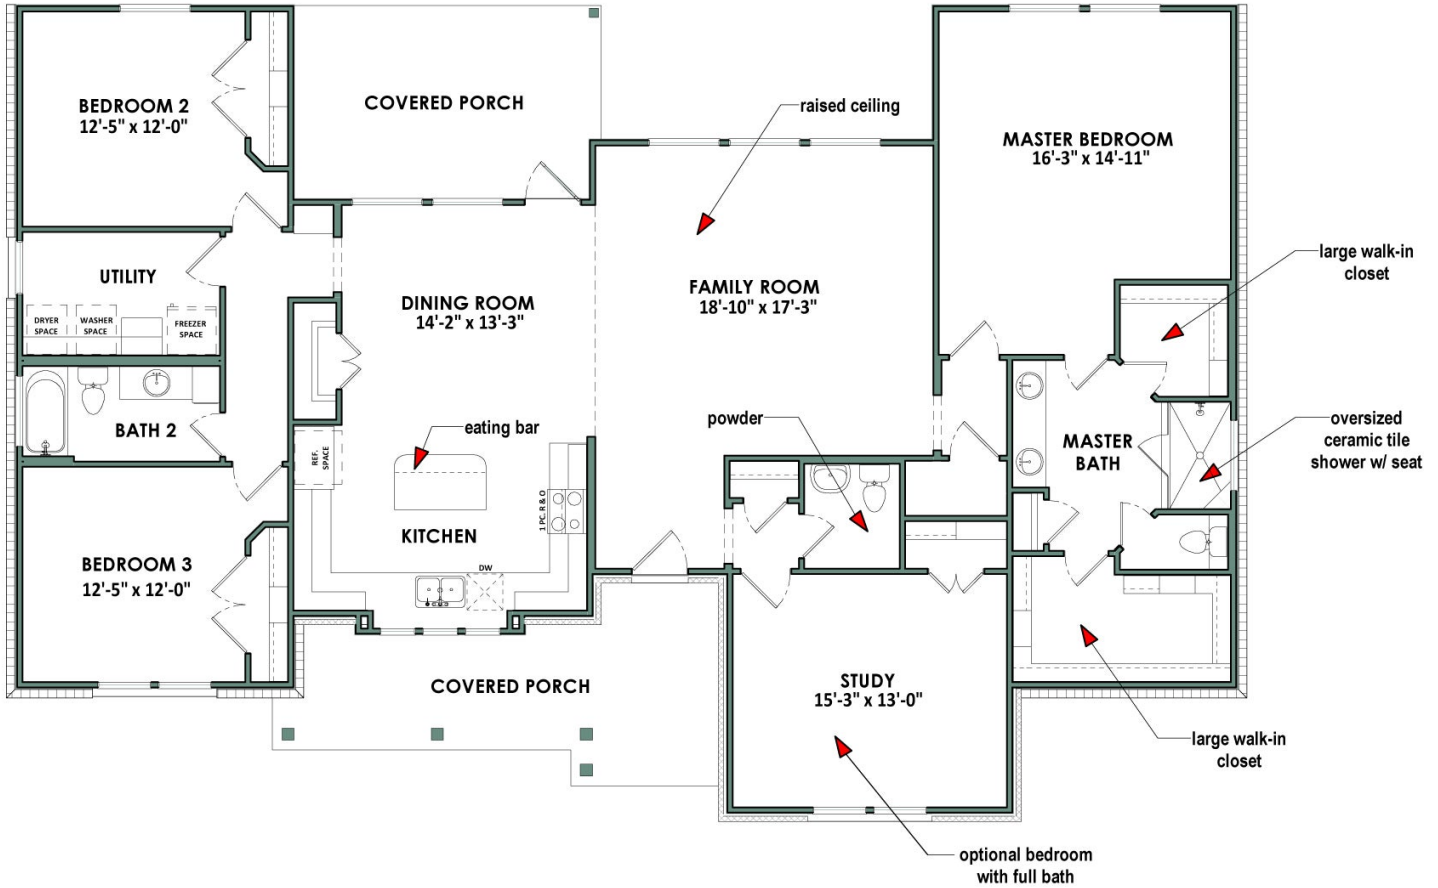 BEDROOM 2
12'-5" x 12'-0"
COVERED PORCH
raised ceiling
MASTER BEDROOM
16'-3" x 14'-11"
UTILITY
DRYER
SPACE
WASHER
SPACE
FREEZER
SPACE
DINING ROOM
14'-2" x 13'-3"
FAMILY ROOM
18'-10" x 17'-3"
large walk-in
closet
BATH 2
eating bar
powder
MASTER
BATH
oversized
ceramic tile
shower w/ seat
REF.
SPACE
KITCHEN
1 PC. R & O
DW
BEDROOM 3
12'-5" x 12'-0"
COVERED PORCH
STUDY
15'-3" x 13'-0"
large walk-in
closet
optional bedroom
with full bath